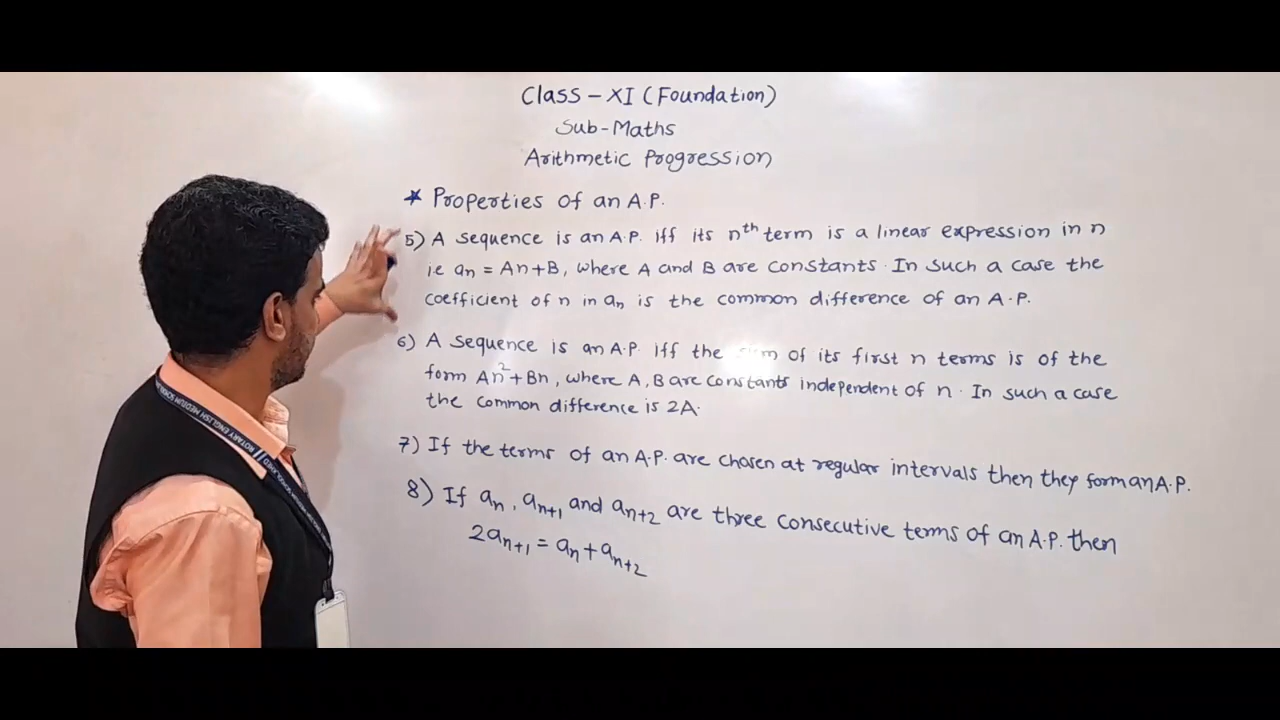 Class - XI (Foundation)
Sub-Maths
Arithmetic Progression
* Properties of an A.P.
5) A sequence is an A.P. iff its nth term is a linear expression in n
i.e an = An+B, where A and B are constants. In such a case the
coefficient of n in an is the common difference of an A.P.
6) A sequence is an A.P. iff the sum of its first n terms is of the
form An²+Bn, where A, B are constants independent of n. In such a case
the common difference is 2A.
7) If the terms of an A.P. are chosen at regular intervals then they form an A.P.
8) If an, an+1 and an+2 are three consecutive terms of an A.P. then
2an+1 = an + an+2
ROTARY ENGLISH MEDIUM